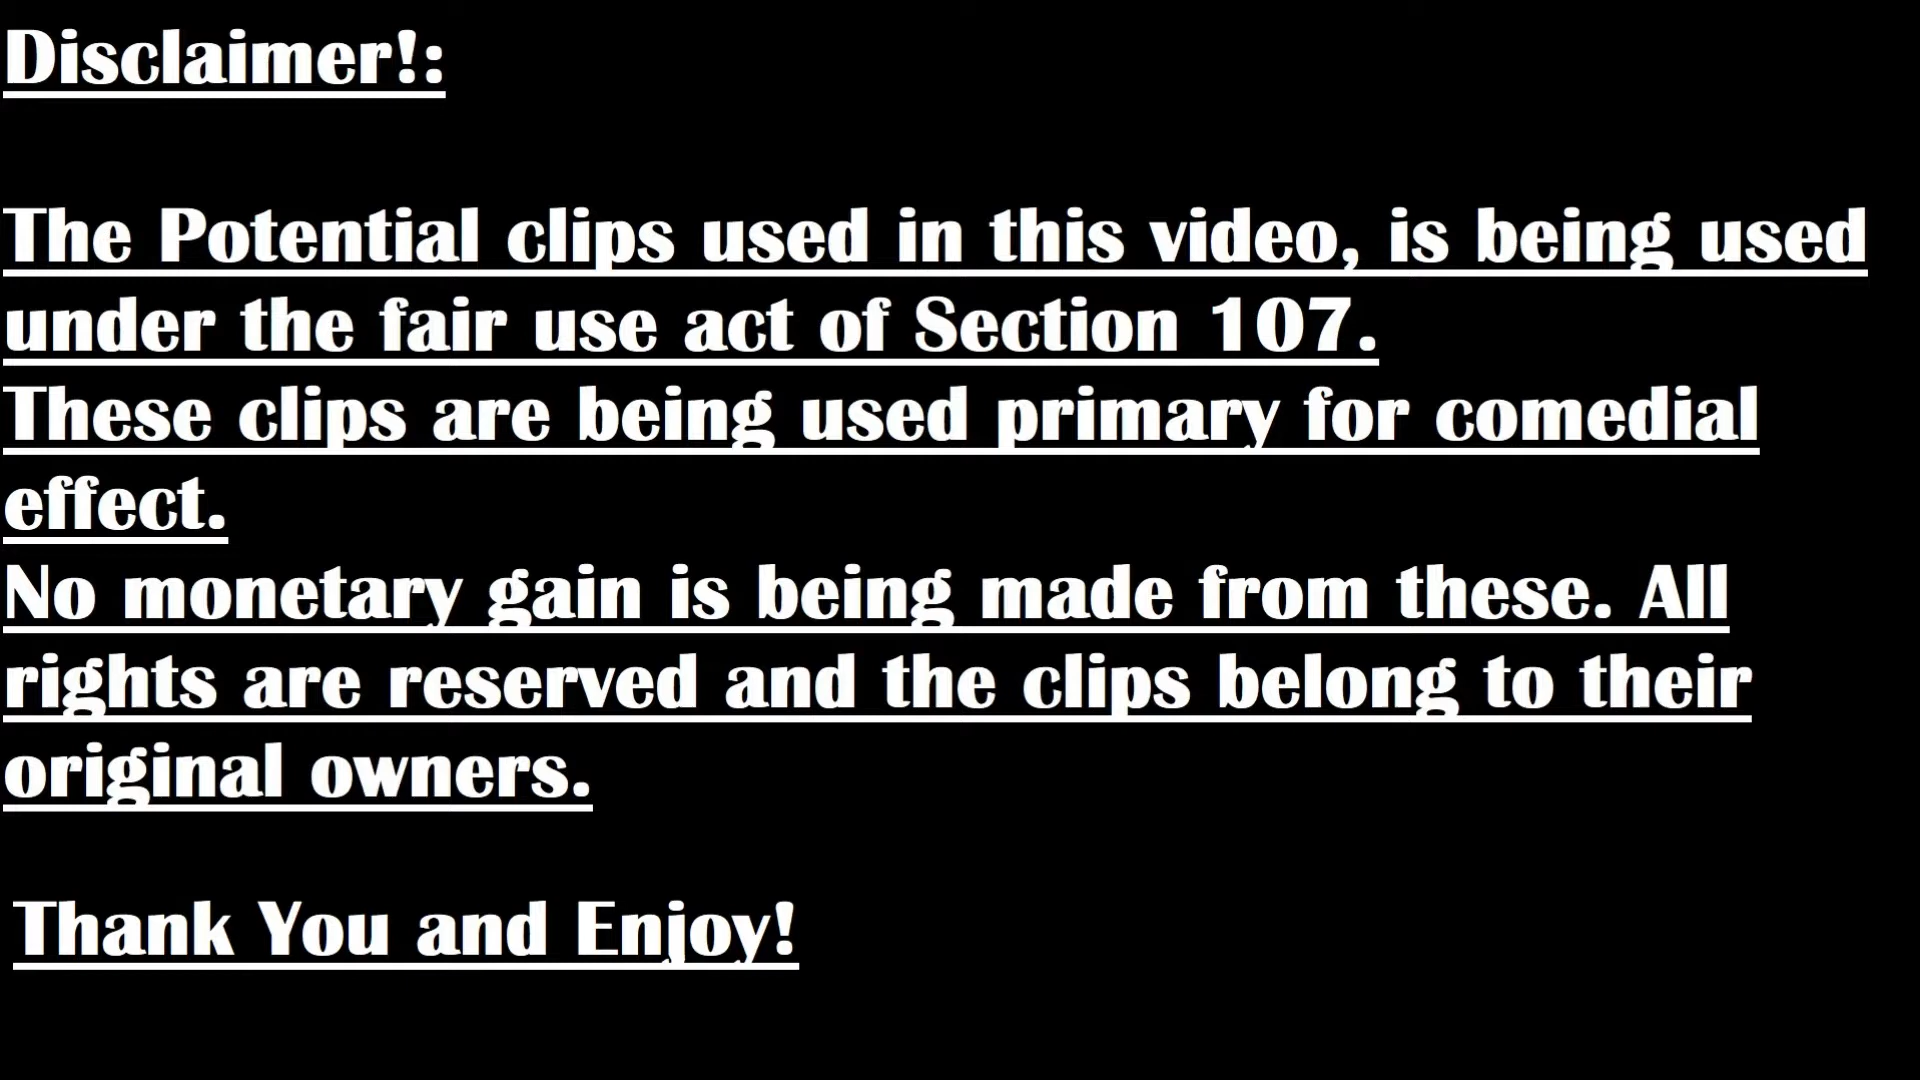 Disclaimer!:
The Potential clips used in this video, is being used
under the fair use act of Section 107.
These clips are being used primary for comedial
effect.
No monetary gain is being made from these. All
rights are reserved and the clips belong to their
original owners.
Thank You and Enjoy!